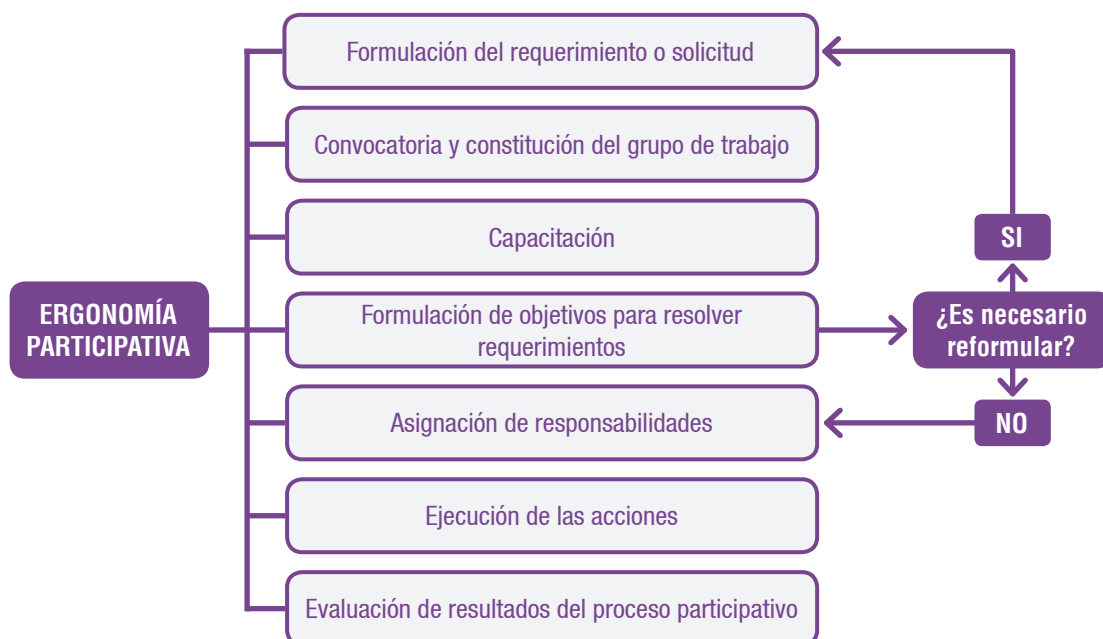 Formulación del requerimiento o solicitud
Convocatoria y constitución del grupo de trabajo
Capacitación
SI
ERGONOMÍA
PARTICIPATIVA
Formulación de objetivos para resolver
requerimientos
¿Es necesario
reformular?
Asignación de responsabilidades
NO
Ejecución de las acciones
Evaluación de resultados del proceso participativo